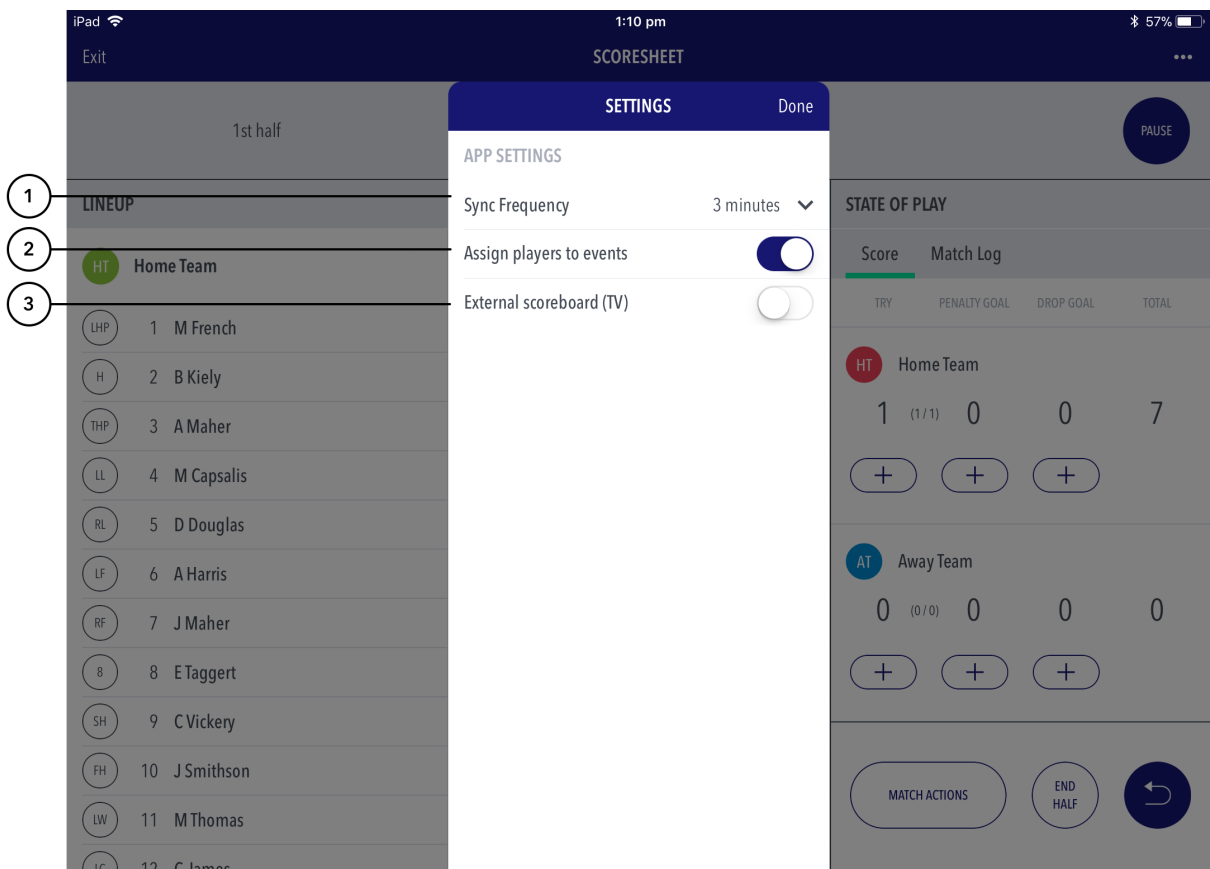 iPad 1:10 pm 57%
Exit SCORESHEET •••
SETTINGS Done
1st half PAUSE
APP SETTINGS
1 LINEUP Sync Frequency 3 minutes STATE OF PLAY
2 HT Home Team Assign players to events Score Match Log
3 External scoreboard (TV) TRY PENALTY GOAL DROP GOAL TOTAL
LHP 1 M French
H 2 B Kiely
THP 3 A Maher
LL 4 M Capsalis
RL 5 D Douglas
LF 6 A Harris
RF 7 J Maher
8 8 E Taggert
SH 9 C Vickery
FH 10 J Smithson
LW 11 M Thomas
12 C James
HT Home Team
1 (1 / 1) 0 0 7
+ + +
AT Away Team
0 (0 / 0) 0 0 0
+ + +
MATCH ACTIONS END
HALF